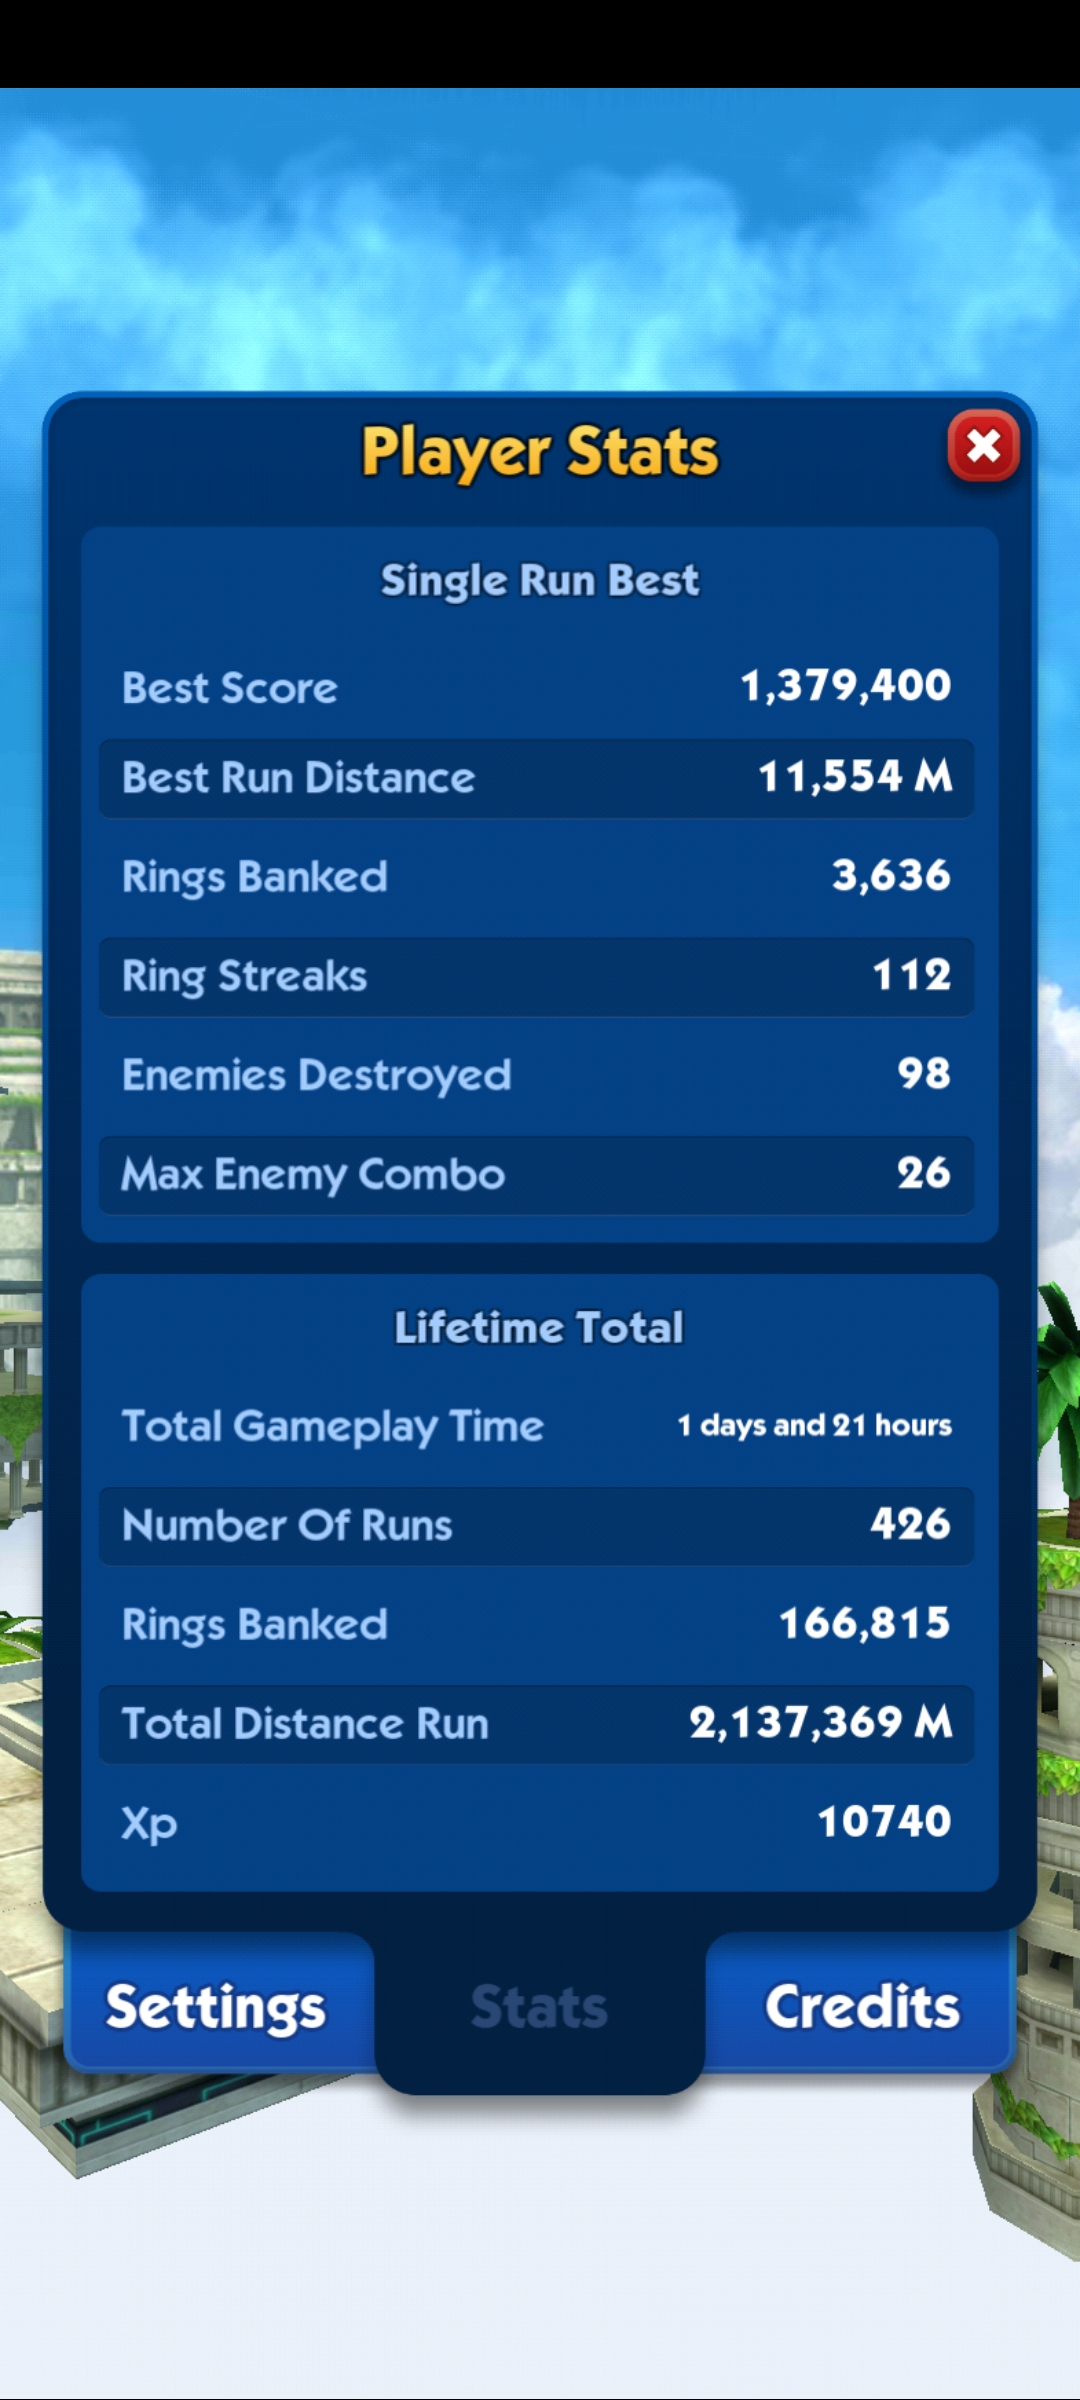 Player Stats
Single Run Best
Best Score 1,379,400
Best Run Distance 11,554 M
Rings Banked 3,636
Ring Streaks 112
Enemies Destroyed 98
Max Enemy Combo 26
Lifetime Total
Total Gameplay Time 1 days and 21 hours
Number Of Runs 426
Rings Banked 166,815
Total Distance Run 2,137,369 M
Xp 10740
Settings Stats Credits